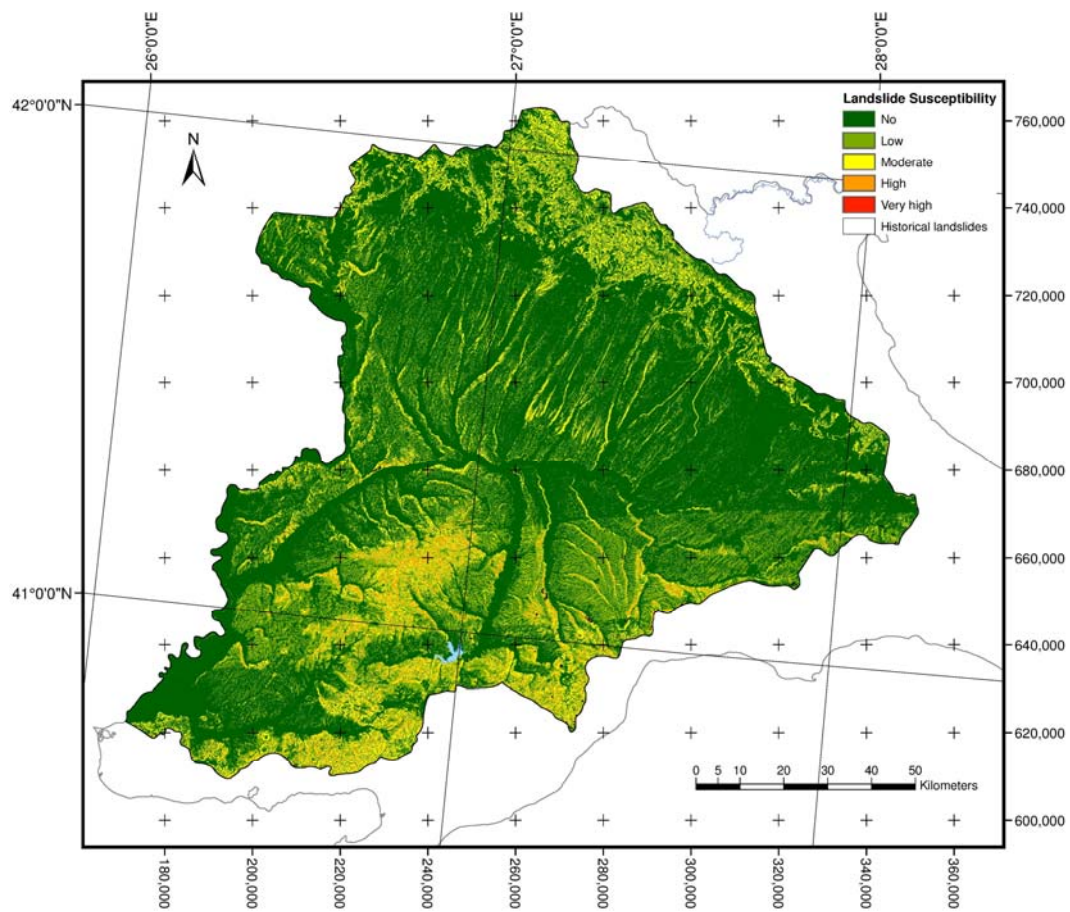 26°0'0"E
27°0'0"E
28°0'0"E
42°0'0"N
41°0'0"N
N
Landslide Susceptibility
No
Low
Moderate
High
Very high
Historical landslides
760,000
740,000
720,000
700,000
680,000
660,000
640,000
620,000
600,000
0 5 10 20 30 40 50
Kilometers
180,000
200,000
220,000
240,000
260,000
280,000
300,000
320,000
340,000
360,000